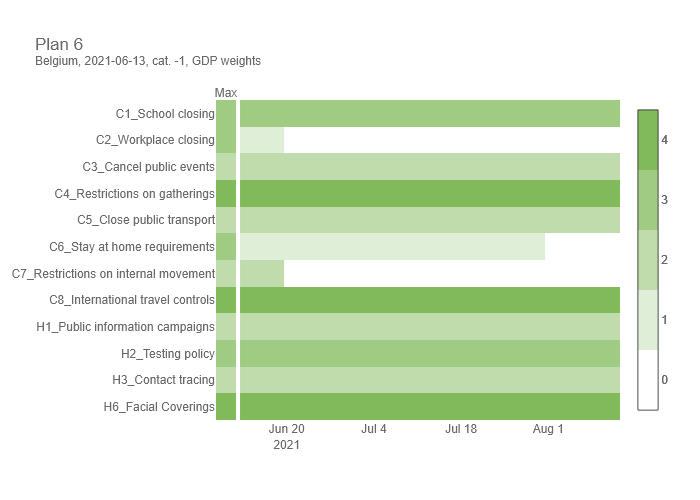 Plan 6
Belgium, 2021-06-13, cat. -1, GDP weights
Max
C1_School closing
C2_Workplace closing
C3_Cancel public events
C4_Restrictions on gatherings
C5_Close public transport
C6_Stay at home requirements
C7_Restrictions on internal movement
C8_International travel controls
H1_Public information campaigns
H2_Testing policy
H3_Contact tracing
H6_Facial Coverings
Jun 20 Jul 4 Jul 18 Aug 1
2021
4
3
2
1
0